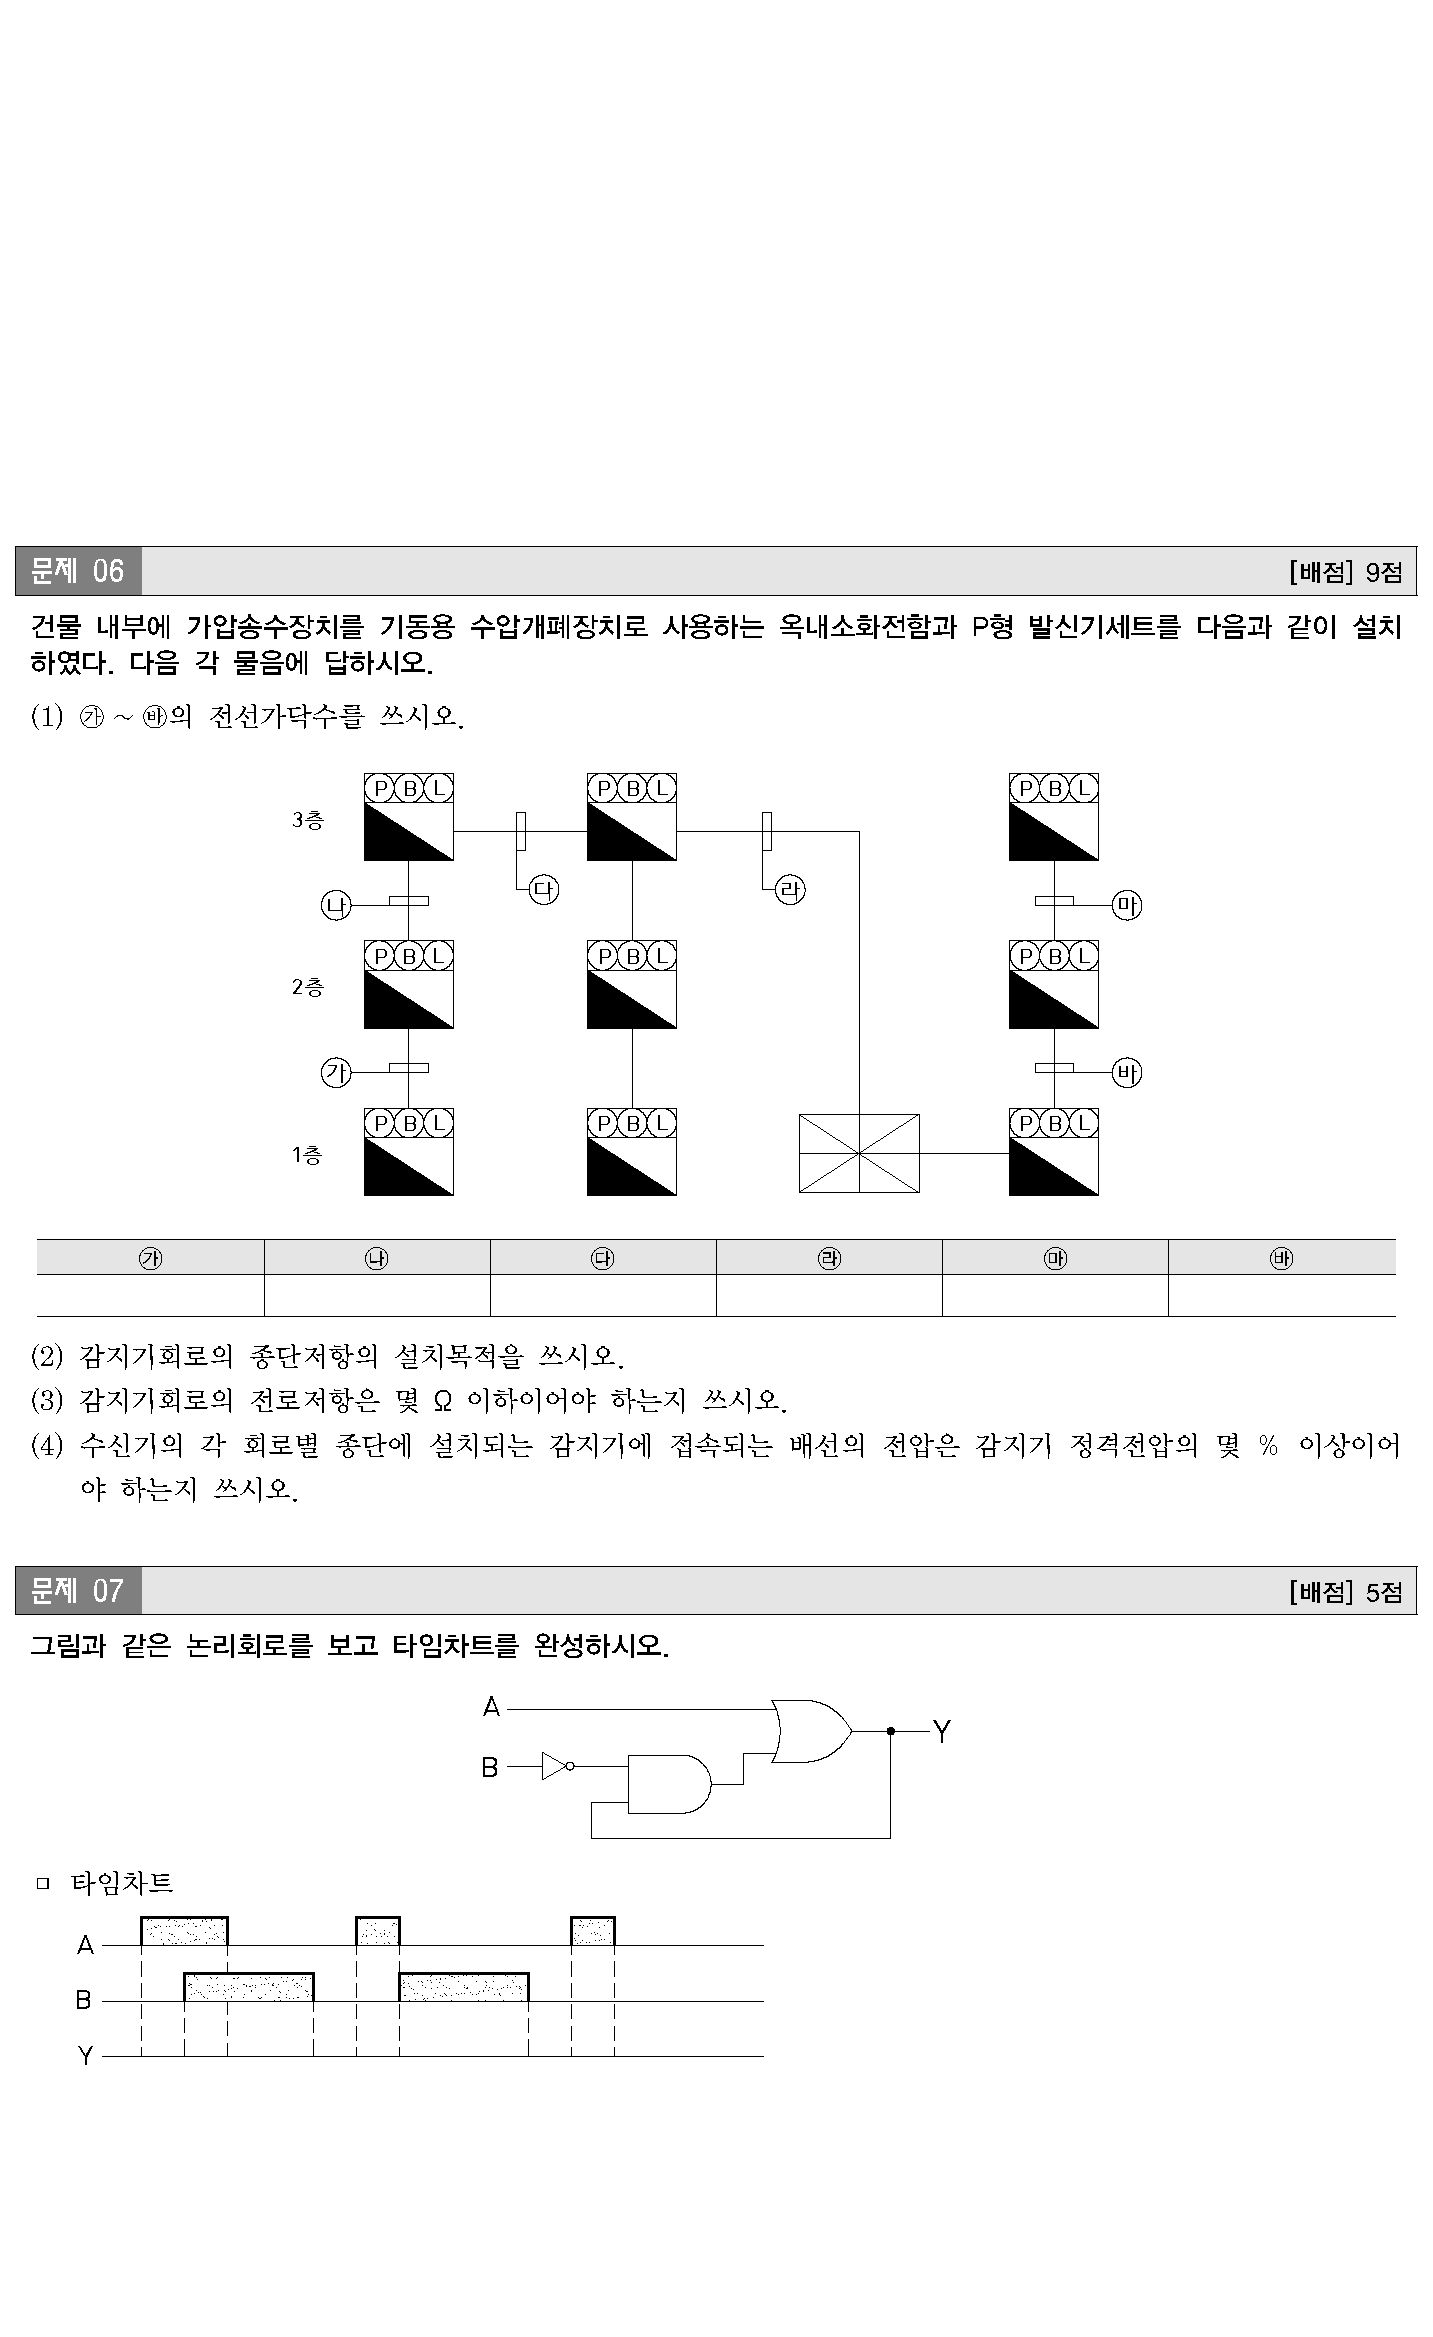 문제 06 [배점] 9점
건물 내부에 가압송수장치를 기동용 수압개폐장치로 사용하는 옥내소화전함과 P형 발신기세트를 다음과 같이 설치
하였다. 다음 각 물음에 답하시오.
(1) ㉮ ~ ㉳의 전선가닥수를 쓰시오.
P B L P B L P B L
3층
㉰ ㉱
㉯ ㉲
P B L P B L P B L
2층
㉮ ㉳
P B L P B L P B L
1층
㉮ ㉯ ㉰ ㉱ ㉲ ㉳
(2) 감지기회로의 종단저항의 설치목적을 쓰시오.
(3) 감지기회로의 전로저항은 몇 Ω 이하이어야 하는지 쓰시오.
(4) 수신기의 각 회로별 종단에 설치되는 감지기에 접속되는 배선의 전압은 감지기 정격전압의 몇 % 이상이어
야 하는지 쓰시오.
문제 07 [배점] 5점
그림과 같은 논리회로를 보고 타임차트를 완성하시오.
A
Y
B
□ 타임차트
A
B
Y